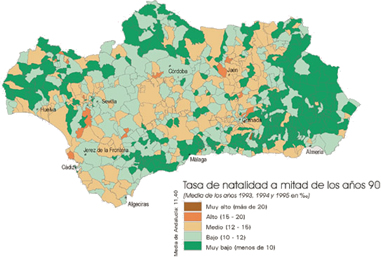 Córdoba
Jaén
Sevilla
Huelva
Granada
Jerez de la Frontera
Almería
Málaga
Cádiz
Algeciras
Tasa de natalidad a mitad de los años 90
(Media de los años 1993, 1994 y 1995 en ‰)
Muy alto (más de 20)
Alto (15 - 20)
Medio (12 - 15)
Bajo (10 - 12)
Muy bajo (menos de 10)
Media de Andalucía: 11,49